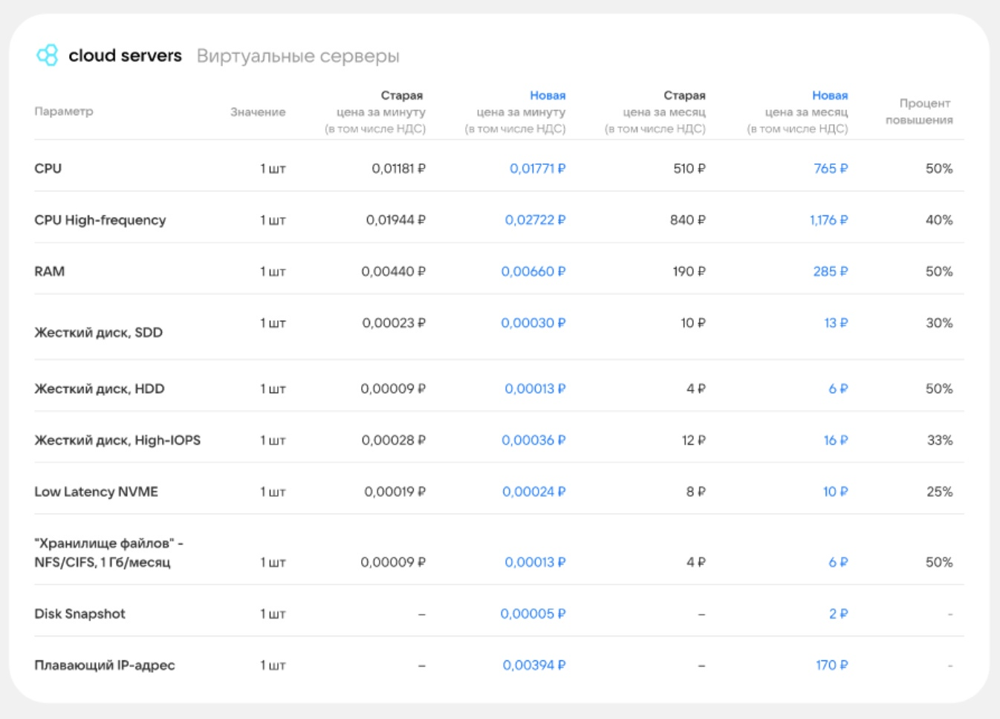 cloud servers Виртуальные серверы
Параметр Значение Старая цена за минуту (в том числе НДС) Новая цена за минуту (в том числе НДС) Старая цена за месяц (в том числе НДС) Новая цена за месяц (в том числе НДС) Процент повышения
CPU 1 шт 0,01181 ₽ 0,01771 ₽ 510 ₽ 765 ₽ 50%
CPU High-frequency 1 шт 0,01944 ₽ 0,02722 ₽ 840 ₽ 1,176 ₽ 40%
RAM 1 шт 0,00440 ₽ 0,00660 ₽ 190 ₽ 285 ₽ 50%
Жесткий диск, SDD 1 шт 0,00023 ₽ 0,00030 ₽ 10 ₽ 13 ₽ 30%
Жесткий диск, HDD 1 шт 0,00009 ₽ 0,00013 ₽ 4 ₽ 6 ₽ 50%
Жесткий диск, High-IOPS 1 шт 0,00028 ₽ 0,00036 ₽ 12 ₽ 16 ₽ 33%
Low Latency NVME 1 шт 0,00019 ₽ 0,00024 ₽ 8 ₽ 10 ₽ 25%
"Хранилище файлов" -
NFS/CIFS, 1 Гб/месяц 1 шт 0,00009 ₽ 0,00013 ₽ 4 ₽ 6 ₽ 50%
Disk Snapshot 1 шт – 0,00005 ₽ – 2 ₽ -
Плавающий IP-адрес 1 шт – 0,00394 ₽ – 170 ₽ -